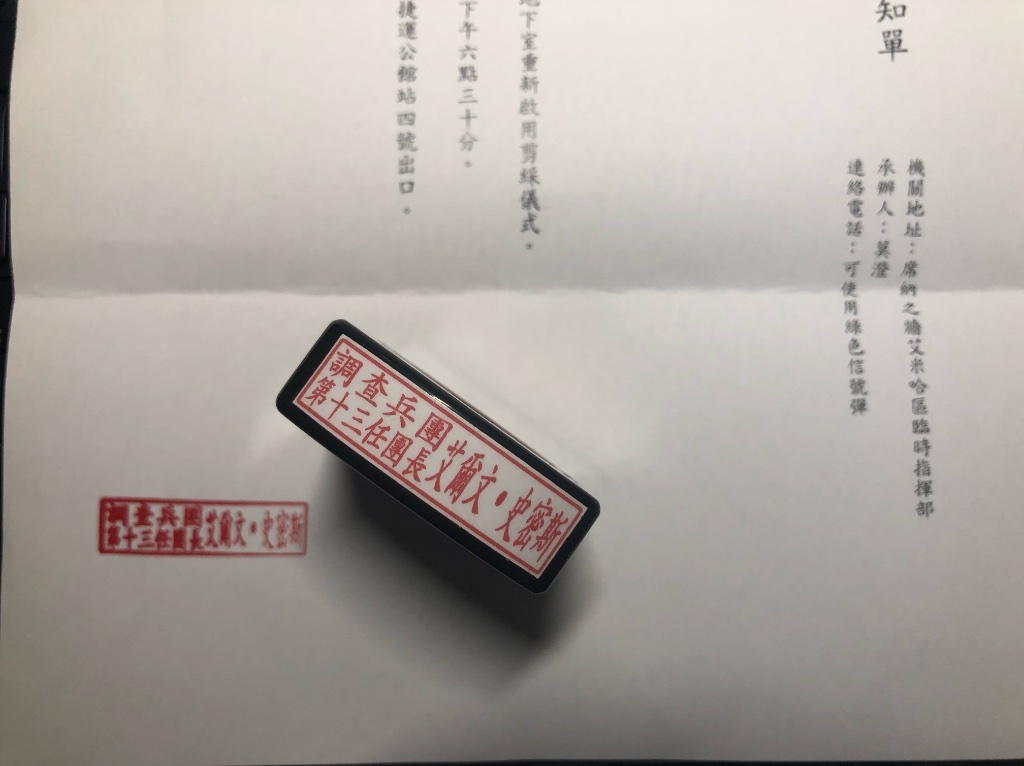 知單
機關地址：席納之牆艾米哈區臨時指揮部
承辦人：莫澄
連絡電話：可使用綠色信號彈
地下室重新啟用剪綵儀式。
下午六點三十分。
捷運公館站四號出口。
調查兵團
第十三任團長
艾爾文•史密斯
調查兵團
第十三任團長
艾爾文•史密斯